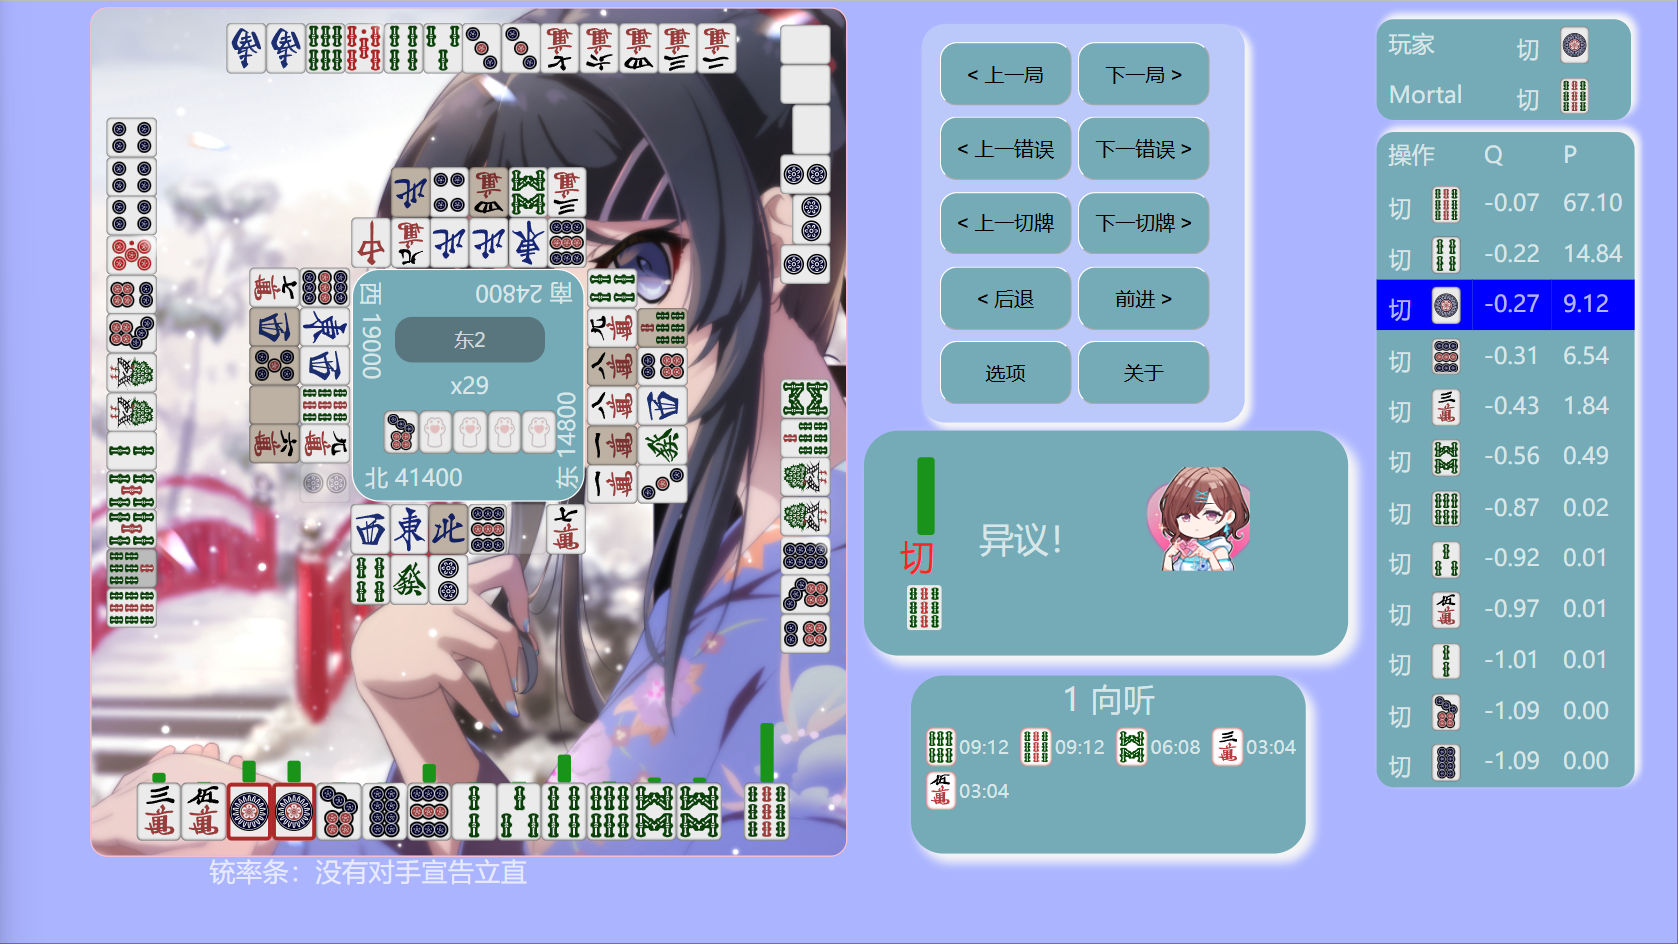 < 上一局
下一局 >
< 上一错误
下一错误 >
< 上一切牌
下一切牌 >
< 后退
前进 >
选项
关于
玩家 切
Mortal 切
操作 Q P
切 -0.07 67.10
切 -0.22 14.84
切 -0.27 9.12
切 -0.31 6.54
切 -0.43 1.84
切 -0.56 0.49
切 -0.87 0.02
切 -0.92 0.01
切 -0.97 0.01
切 -1.01 0.01
切 -1.09 0.00
切 -1.09 0.00
南 24800
西 19000
东2
x29
东 14800
北 41400
异议！
切
1 向听
09:12 09:12 06:08 03:04
03:04
铳率条：没有对手宣告立直